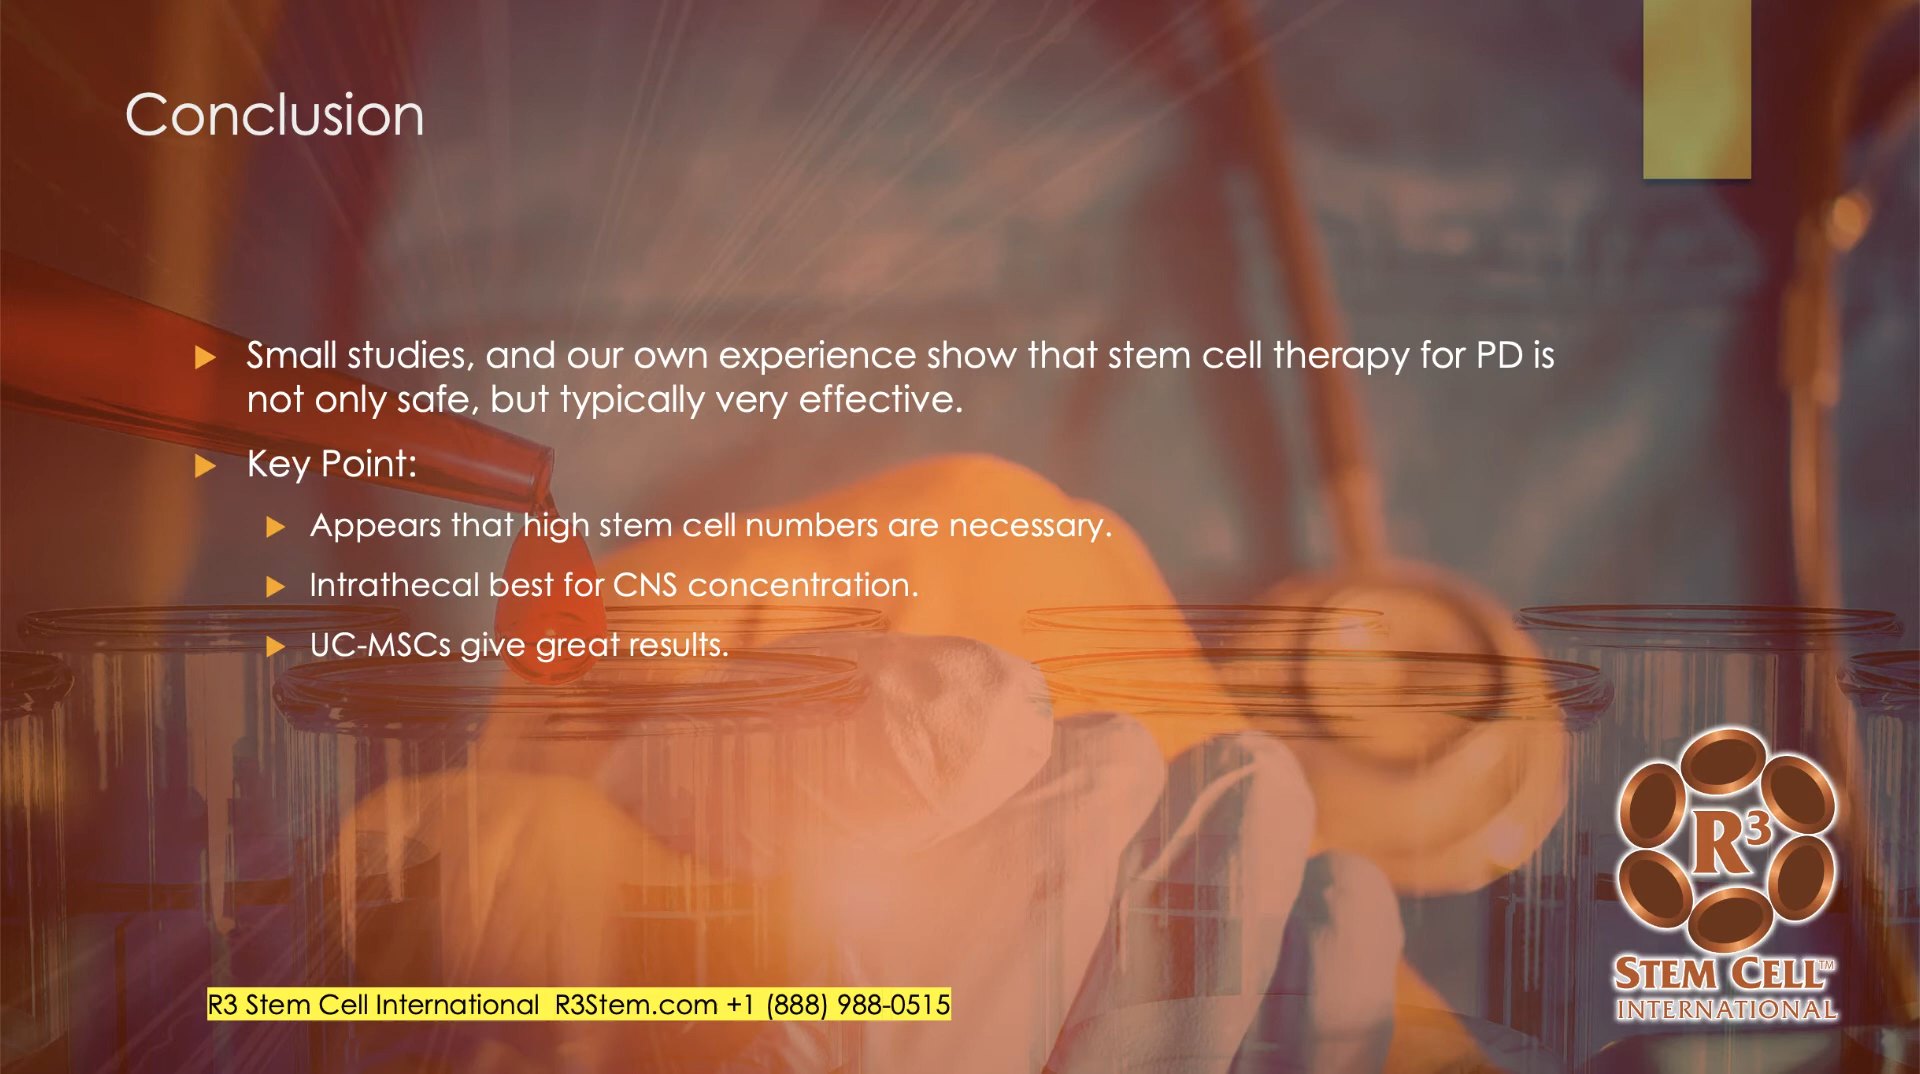 Conclusion
Small studies, and our own experience show that stem cell therapy for PD is
not only safe, but typically very effective.
Key Point:
Appears that high stem cell numbers are necessary.
Intrathecal best for CNS concentration.
UC-MSCs give great results.
R3 Stem Cell International  R3Stem.com +1 (888) 988-0515
R³
STEM CELL™
INTERNATIONAL